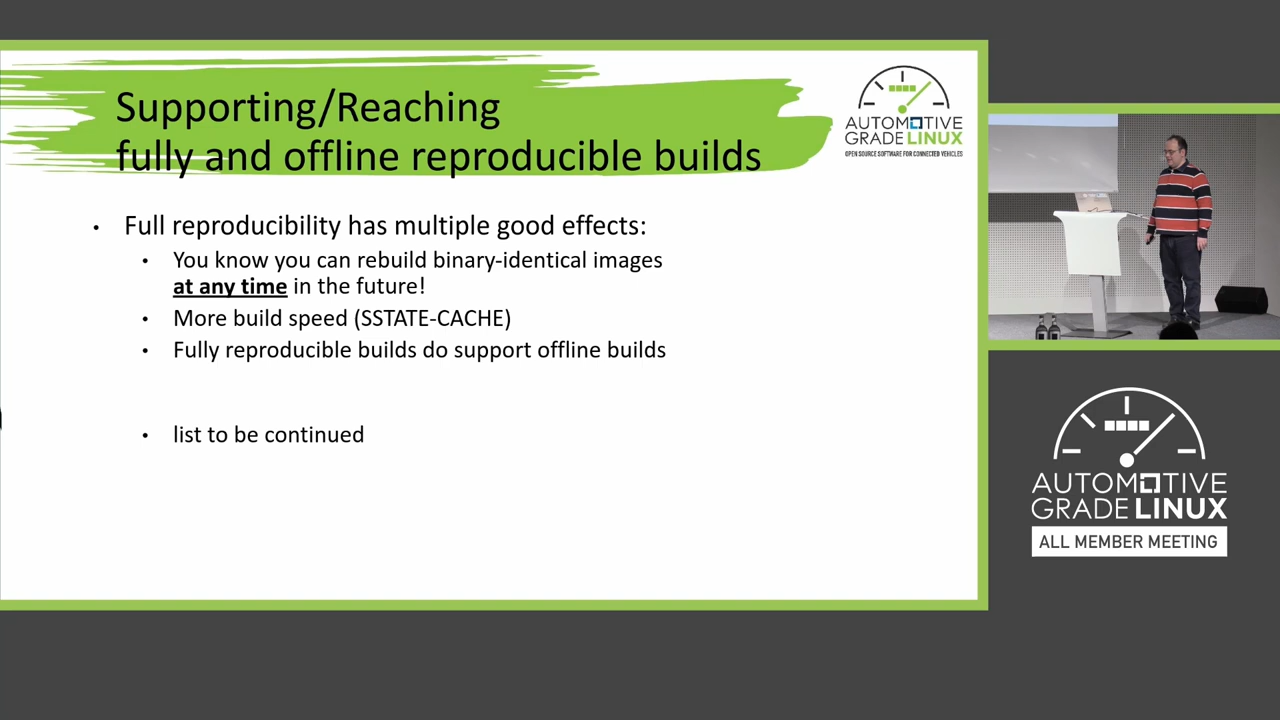 Supporting/Reaching
fully and offline reproducible builds
AUTOMOTIVE
GRADE LINUX
OPEN SOURCE SOFTWARE FOR CONNECTED VEHICLES
• Full reproducibility has multiple good effects:
• You know you can rebuild binary-identical images
at any time in the future!
• More build speed (SSTATE-CACHE)
• Fully reproducible builds do support offline builds
• list to be continued
AUTOMOTIVE
GRADE LINUX
ALL MEMBER MEETING